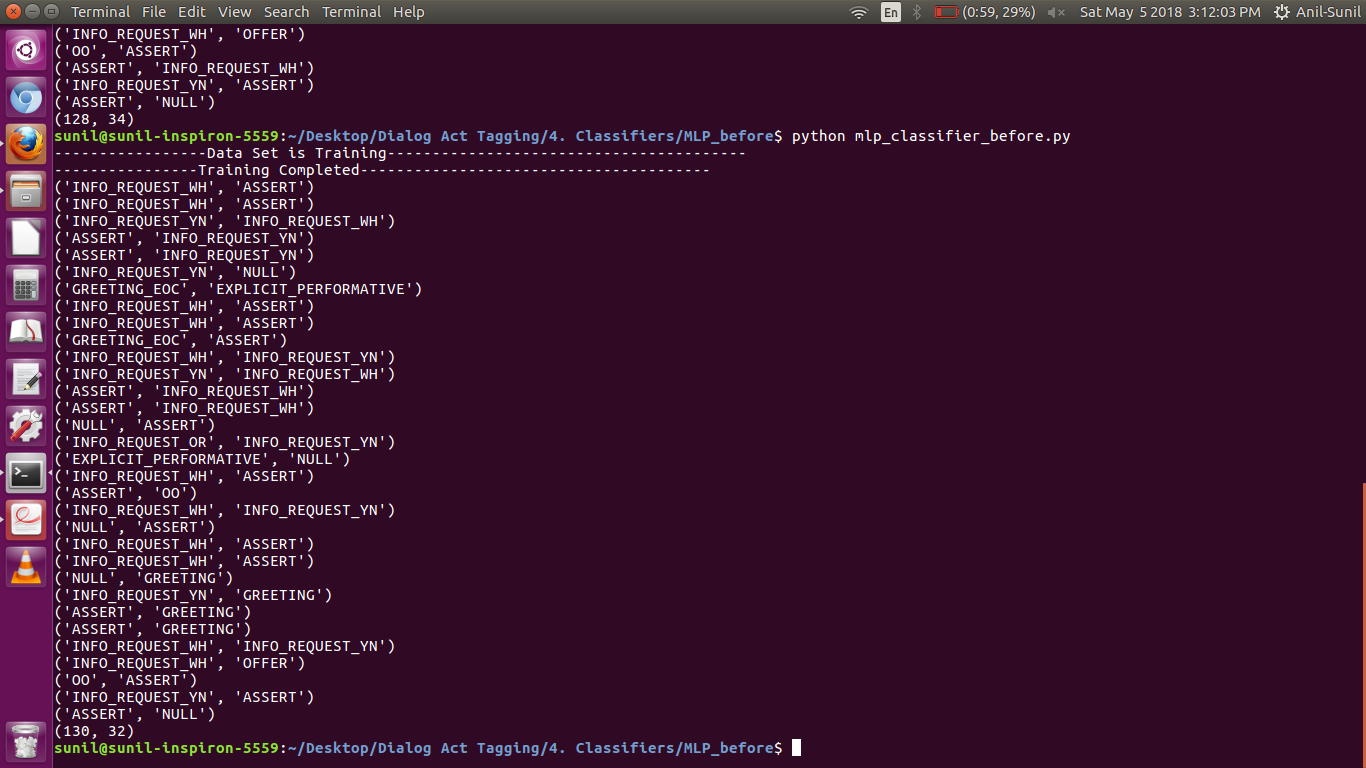 Terminal File Edit View Search Terminal Help En (0:59, 29%) Sat May 5 2018 3:12:03 PM Anil-Sunil
('INFO_REQUEST_WH', 'OFFER')
('OO', 'ASSERT')
('ASSERT', 'INFO_REQUEST_WH')
('INFO_REQUEST_YN', 'ASSERT')
('ASSERT', 'NULL')
(128, 34)
sunil@sunil-inspiron-5559:~/Desktop/Dialog Act Tagging/4. Classifiers/MLP_before$ python mlp_classifier_before.py
-----------------Data Set is Training----------------------------------------
----------------Training Completed---------------------------------------
('INFO_REQUEST_WH', 'ASSERT')
('INFO_REQUEST_WH', 'ASSERT')
('INFO_REQUEST_YN', 'INFO_REQUEST_WH')
('ASSERT', 'INFO_REQUEST_YN')
('ASSERT', 'INFO_REQUEST_YN')
('INFO_REQUEST_YN', 'NULL')
('GREETING_EOC', 'EXPLICIT_PERFORMATIVE')
('INFO_REQUEST_WH', 'ASSERT')
('INFO_REQUEST_WH', 'ASSERT')
('GREETING_EOC', 'ASSERT')
('INFO_REQUEST_WH', 'INFO_REQUEST_YN')
('INFO_REQUEST_YN', 'INFO_REQUEST_WH')
('ASSERT', 'INFO_REQUEST_WH')
('ASSERT', 'INFO_REQUEST_WH')
('NULL', 'ASSERT')
('INFO_REQUEST_OR', 'INFO_REQUEST_YN')
('EXPLICIT_PERFORMATIVE', 'NULL')
('INFO_REQUEST_WH', 'ASSERT')
('ASSERT', 'OO')
('INFO_REQUEST_WH', 'INFO_REQUEST_YN')
('NULL', 'ASSERT')
('INFO_REQUEST_WH', 'ASSERT')
('INFO_REQUEST_WH', 'ASSERT')
('NULL', 'GREETING')
('INFO_REQUEST_YN', 'GREETING')
('ASSERT', 'GREETING')
('ASSERT', 'GREETING')
('INFO_REQUEST_WH', 'INFO_REQUEST_YN')
('INFO_REQUEST_WH', 'OFFER')
('OO', 'ASSERT')
('INFO_REQUEST_YN', 'ASSERT')
('ASSERT', 'NULL')
(130, 32)
sunil@sunil-inspiron-5559:~/Desktop/Dialog Act Tagging/4. Classifiers/MLP_before$